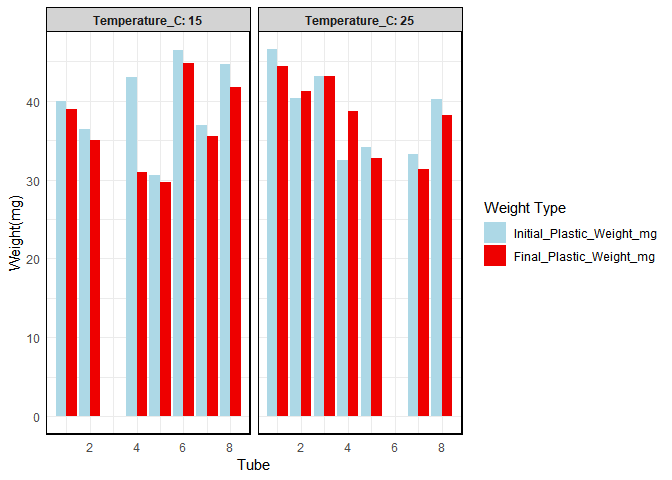 Temperature_C: 15
Temperature_C: 25
Weight(mg)
40
30
20
10
0
2 4 6 8
2 4 6 8
Tube
Weight Type
Initial_Plastic_Weight_mg
Final_Plastic_Weight_mg